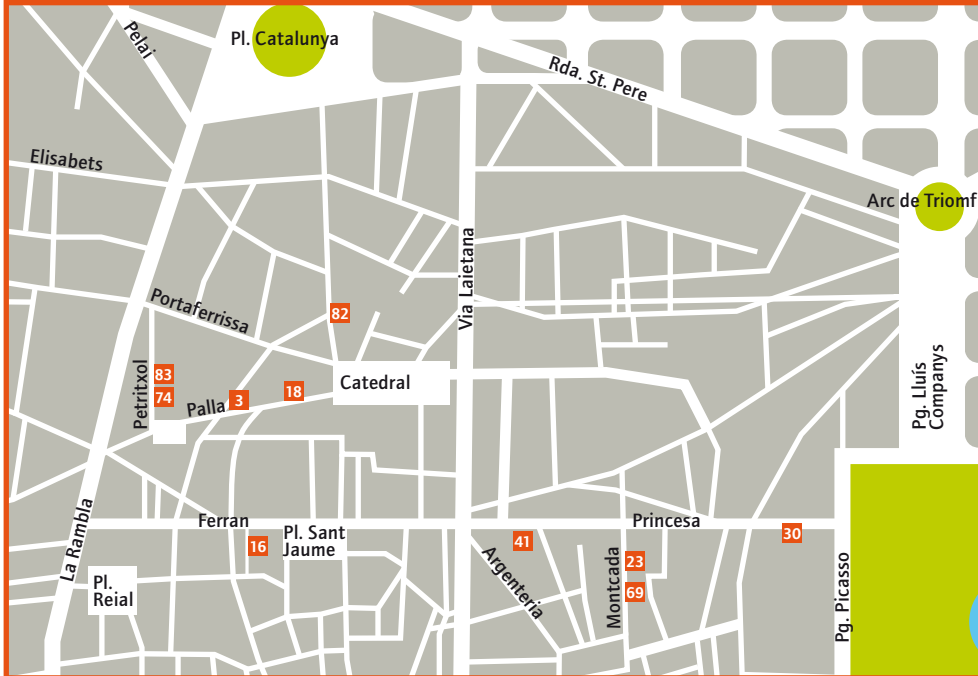 Pelai
Pl. Catalunya
Rda. St. Pere
Elisabets
Arc de Triomf
Via Laietana
Portaferrissa
82
Petritxol
83
74
Palla
3
18
Catedral
Pg. Lluís
Companys
La Rambla
Ferran
16
Pl. Sant
Jaume
41
Argenteria
Princesa
30
Montcada
23
69
Pl.
Reial
Pg. Picasso